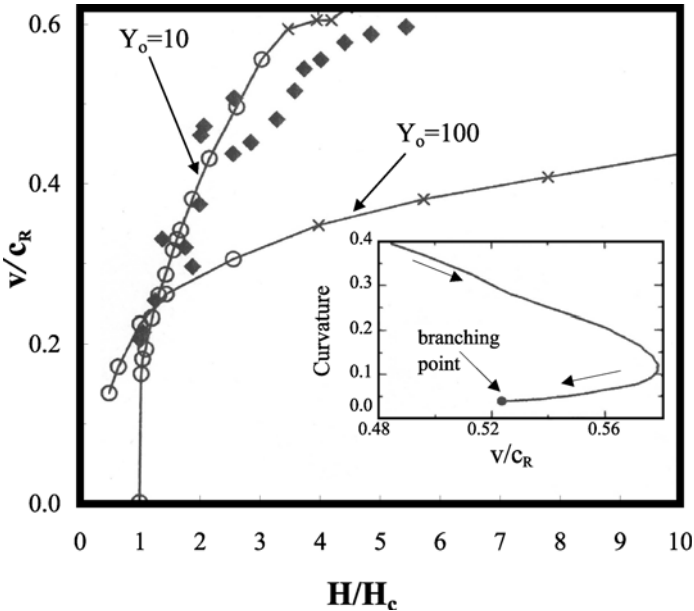 0.6
Y₀=10
Y₀=100
0.4
v/c_R
0.2
0.0
0 1 2 3 4 5 6 7 8 9 10
H/H_c
0.4
0.3
0.2
0.1
0.0
Curvature
branching
point
0.48 0.52 0.56
v/c_R